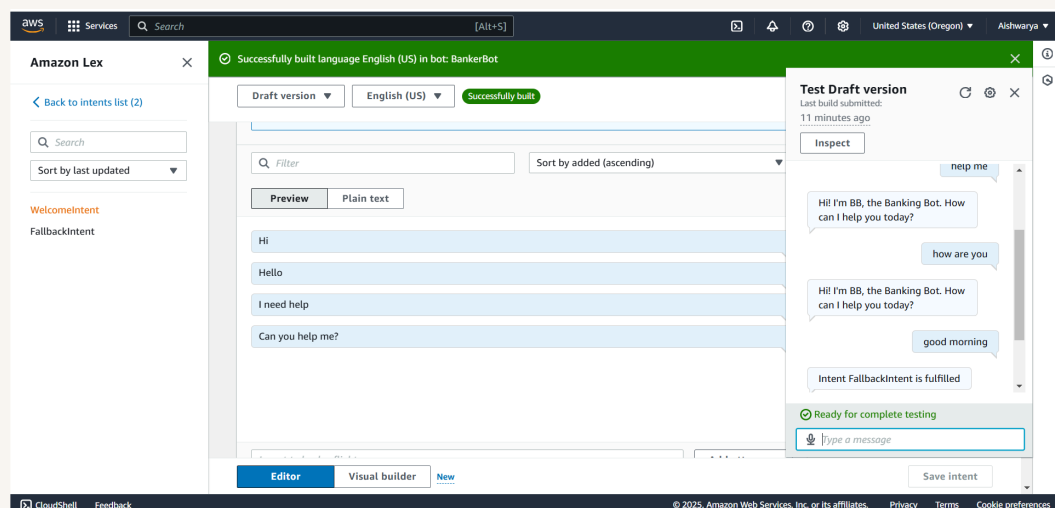 aws
Services
Search
[Alt+S]
United States (Oregon)
Aishwarya
Amazon Lex
Back to intents list (2)
Search
Sort by last updated
WelcomeIntent
FallbackIntent
Successfully built language English (US) in bot: BankerBot
Draft version
English (US)
Successfully built
Filter
Sort by added (ascending)
Preview
Plain text
Hi
Hello
I need help
Can you help me?
Editor
Visual builder
New
Save intent
Test Draft version
Last build submitted:
11 minutes ago
Inspect
help me
Hi! I'm BB, the Banking Bot. How
can I help you today?
how are you
Hi! I'm BB, the Banking Bot. How
can I help you today?
good morning
Intent FallbackIntent is fulfilled
Ready for complete testing
Type a message
CloudShell
Feedback
© 2025, Amazon Web Services, Inc. or its affiliates.
Privacy
Terms
Cookie preferences